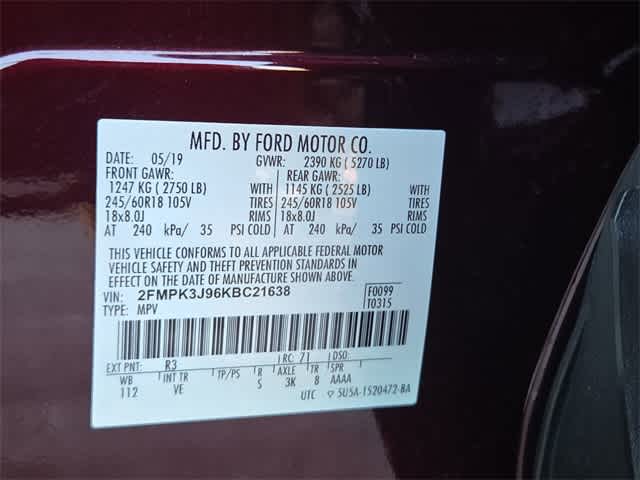 MFD. BY FORD MOTOR CO.
DATE: 05/19 GVWR: 2390 KG ( 5270 LB)
FRONT GAWR: REAR GAWR:
1247 KG ( 2750 LB) WITH 1145 KG ( 2525 LB) WITH
245/60R18 105V TIRES 245/60R18 105V TIRES
18x8.0J RIMS 18x8.0J RIMS
AT 240 kPa/ 35 PSI COLD AT 240 kPa/ 35 PSI COLD
THIS VEHICLE CONFORMS TO ALL APPLICABLE FEDERAL MOTOR
VEHICLE SAFETY AND THEFT PREVENTION STANDARDS IN
EFFECT ON THE DATE OF MANUFACTURE SHOWN ABOVE.
VIN: 2FMPK3J96KBC21638 F0099
TYPE: MPV T0315
EXT PNT: R3 RC: 71 DSO:
WB INT TR TP/PS R AXLE TR SPR
112 VE S 3K 8 AAAA
UTC ▽ 5U5A-1520472-BA